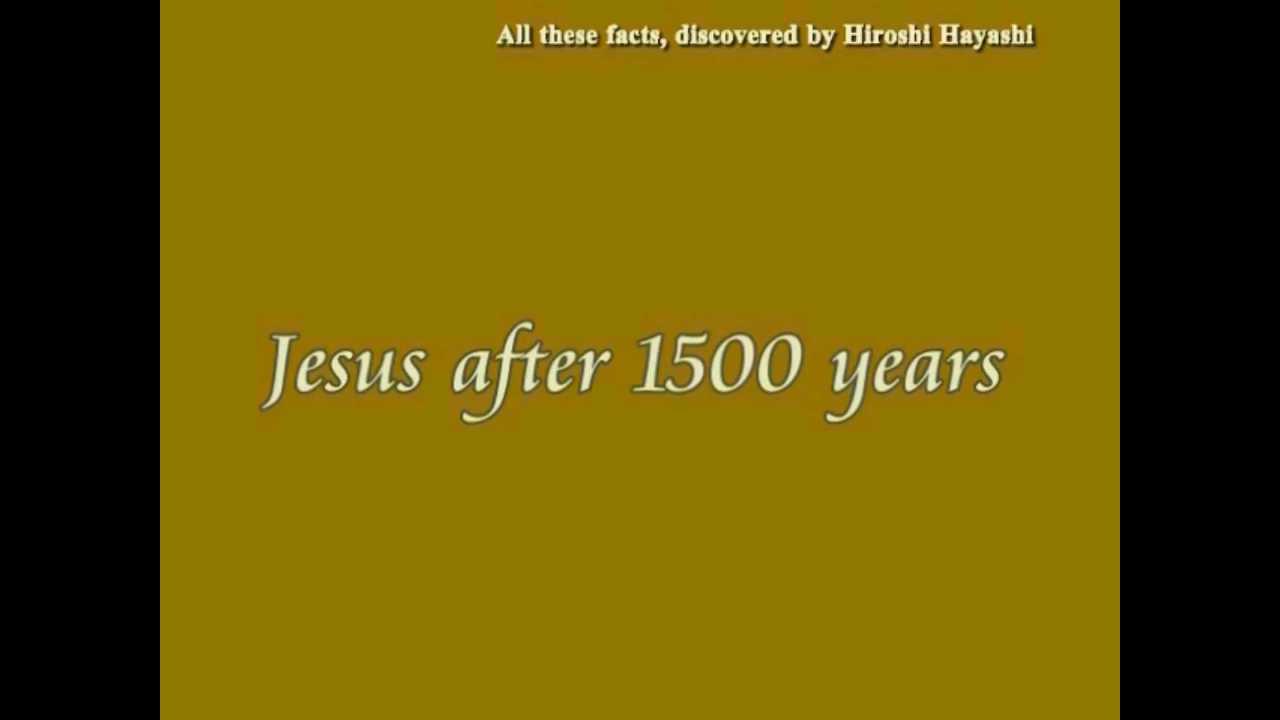 All these facts, discovered by Hiroshi Hayashi
Jesus after 1500 years